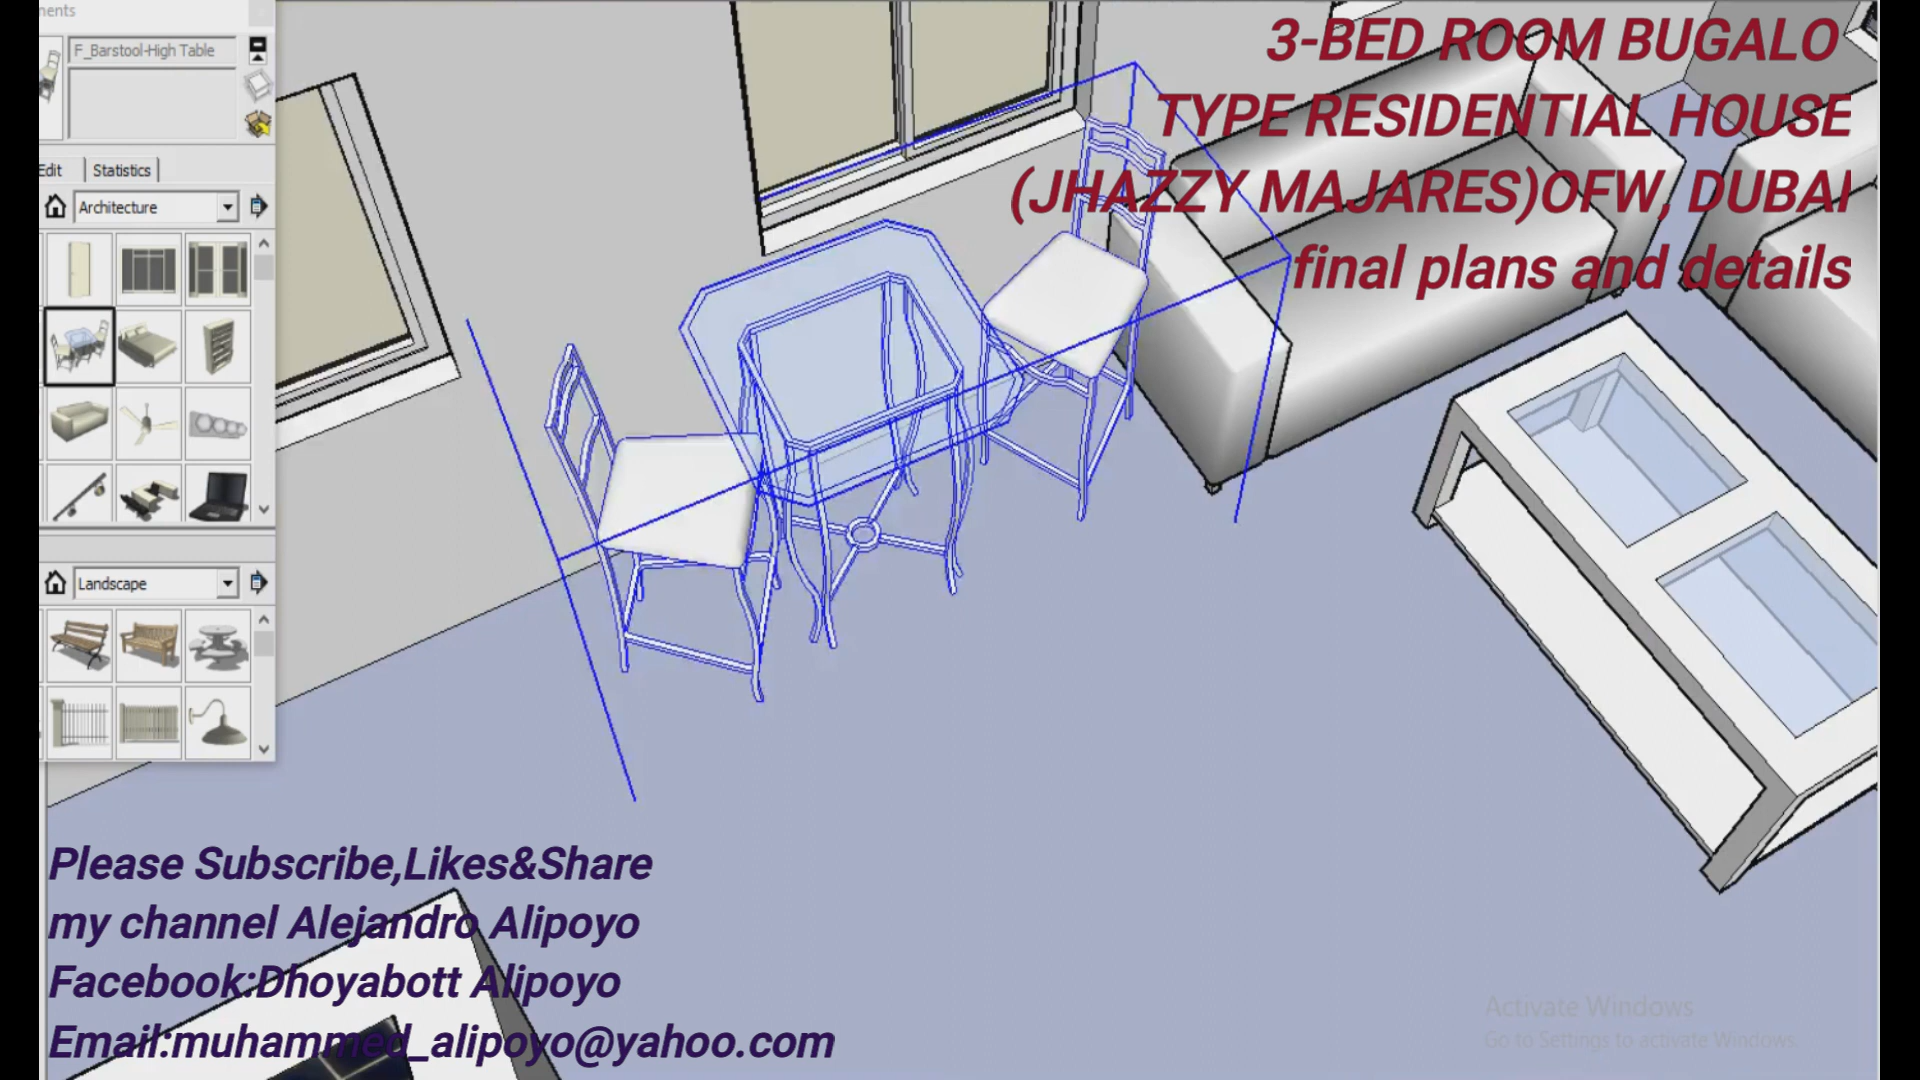 nents
F_Barstool-High Table
Edit
Statistics
Architecture
Landscape
3-BED ROOM BUGALO
TYPE RESIDENTIAL HOUSE
(JHAZZY MAJARES)OFW, DUBAI
final plans and details
Please Subscribe,Likes&Share
my channel Alejandro Alipoyo
Facebook:Dhoyabott Alipoyo
Email:muhammed_alipoyo@yahoo.com
Activate Windows
Go to Settings to activate Windows.